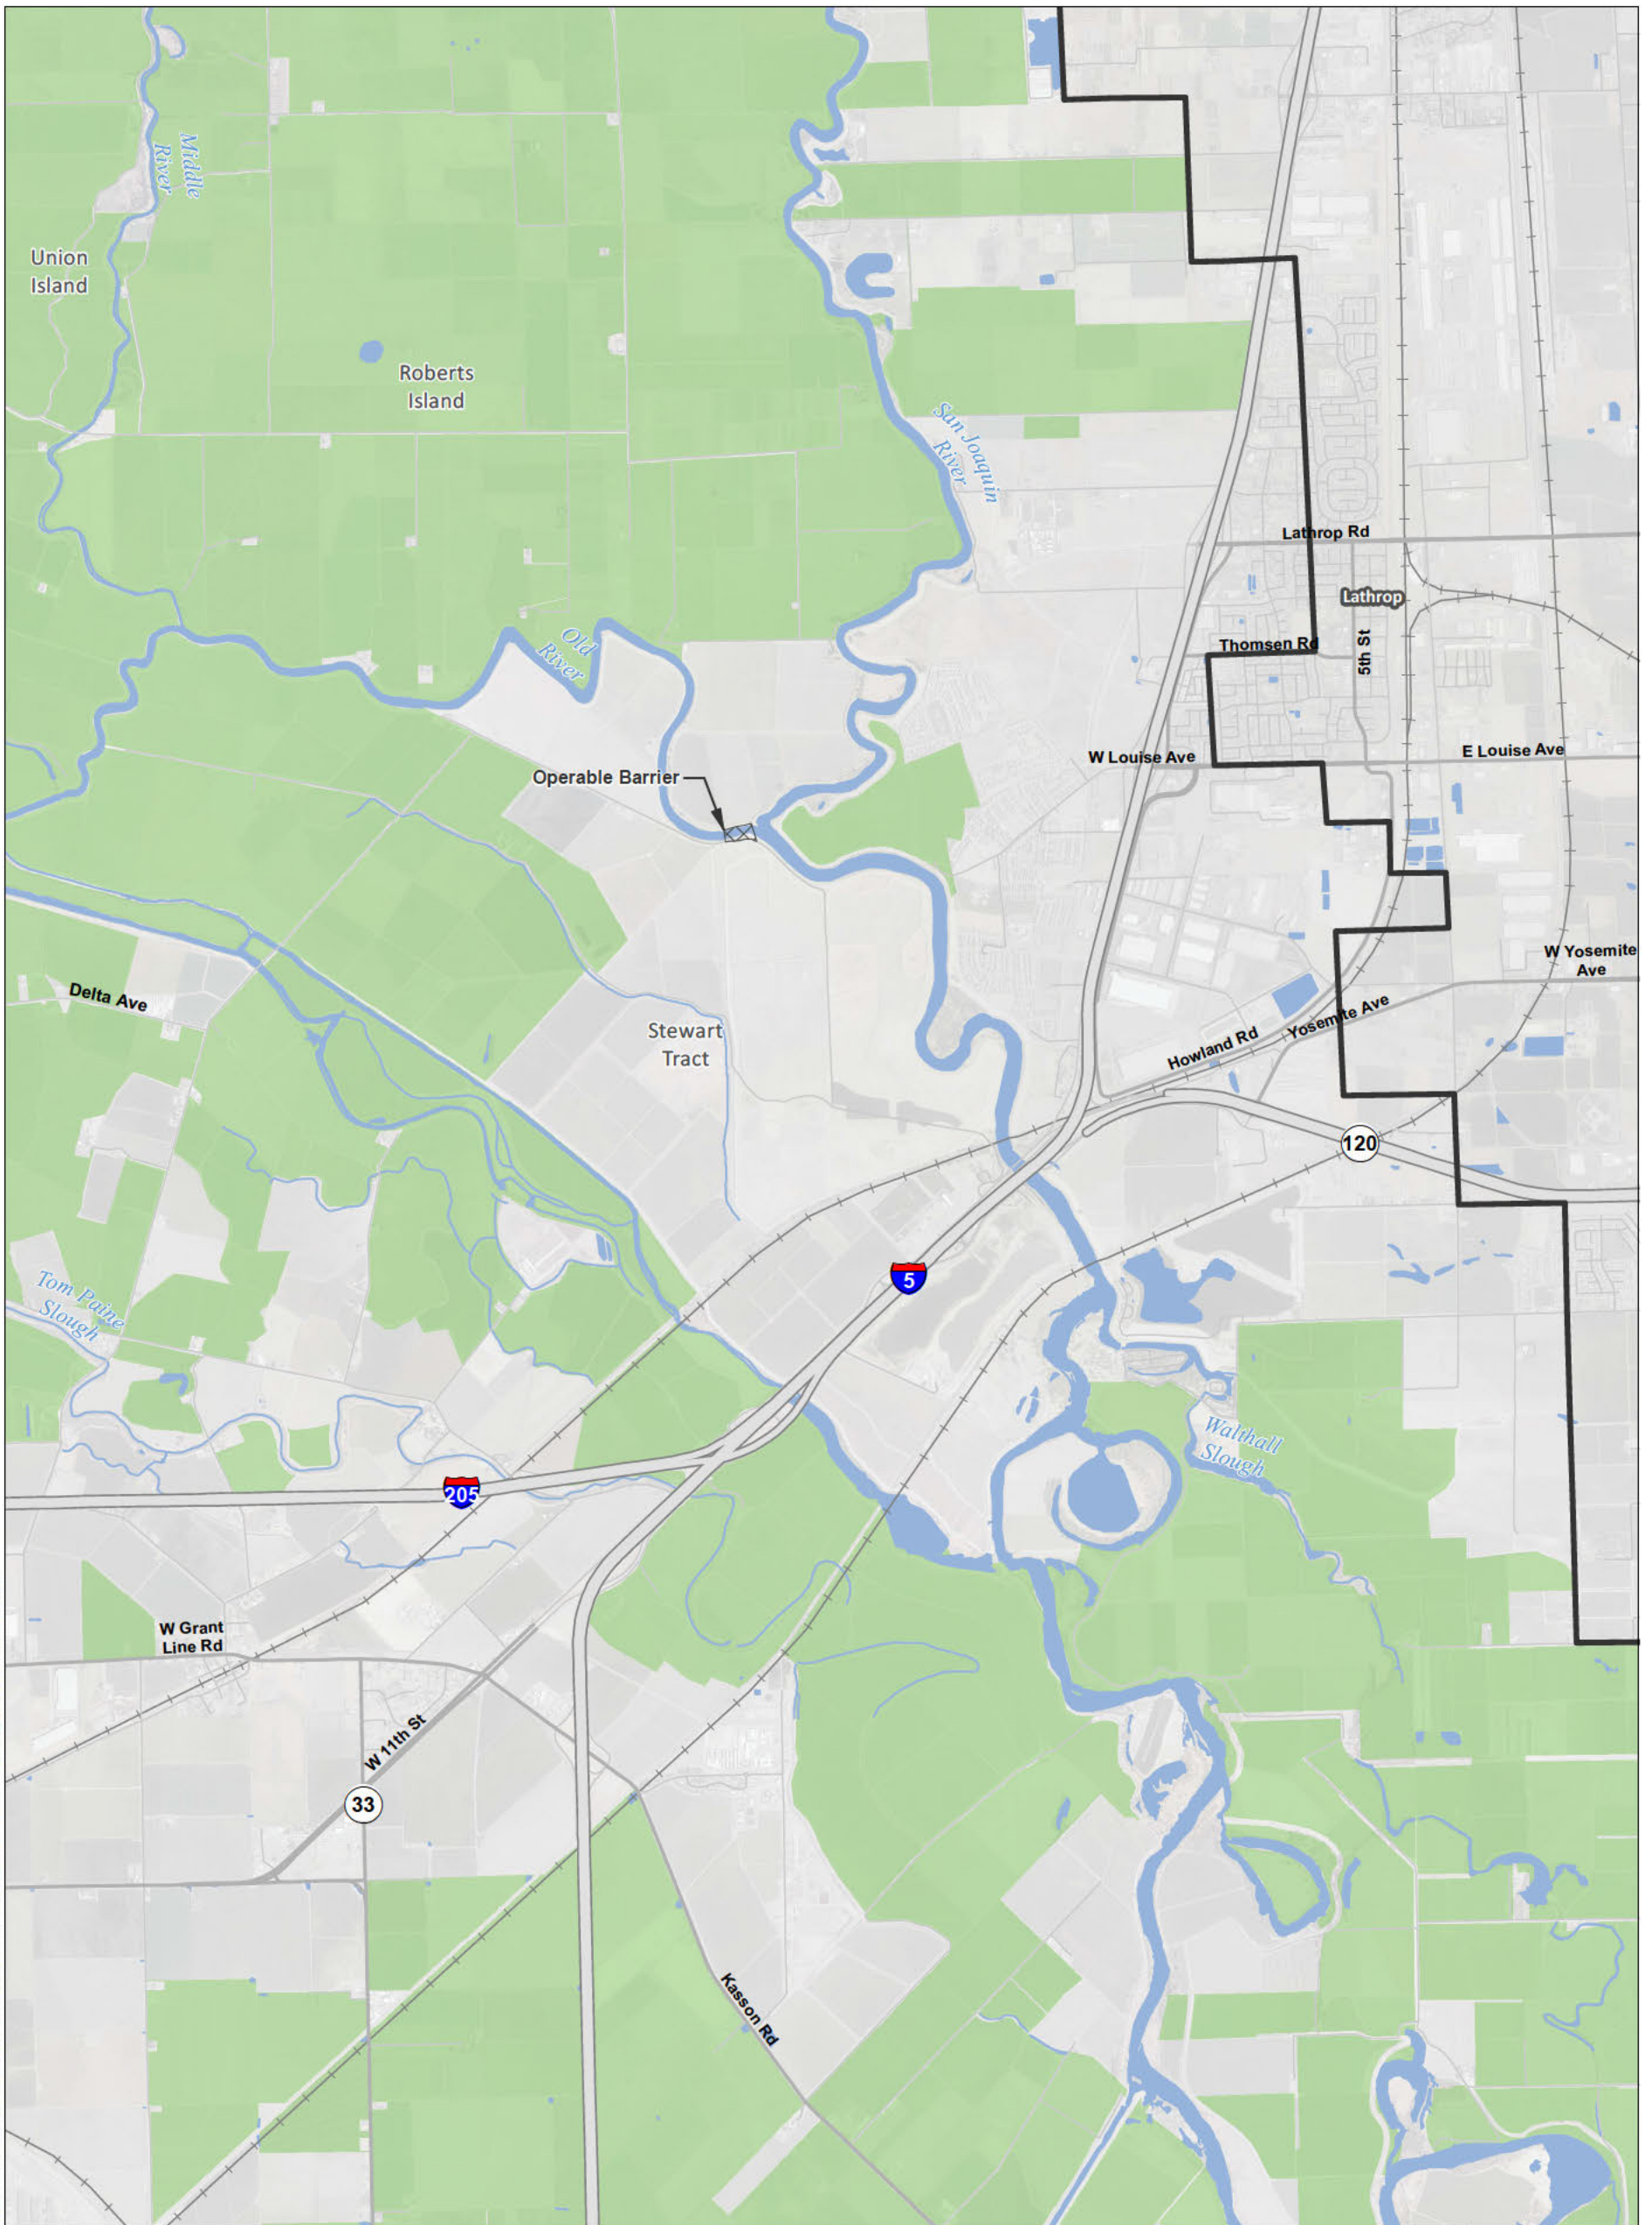 Middle
River
Union
Island
Roberts
Island
San Joaquin
River
Lathrop Rd
Lathrop
Thomsen Rd
5th St
Old
River
W Louise Ave
E Louise Ave
Operable Barrier
W Yosemite
Ave
Delta Ave
Stewart
Tract
Howland Rd
Yosemite Ave
120
5
Tom Paine
Slough
Walthall
Slough
205
W Grant
Line Rd
W 11th St
33
Kasson Rd